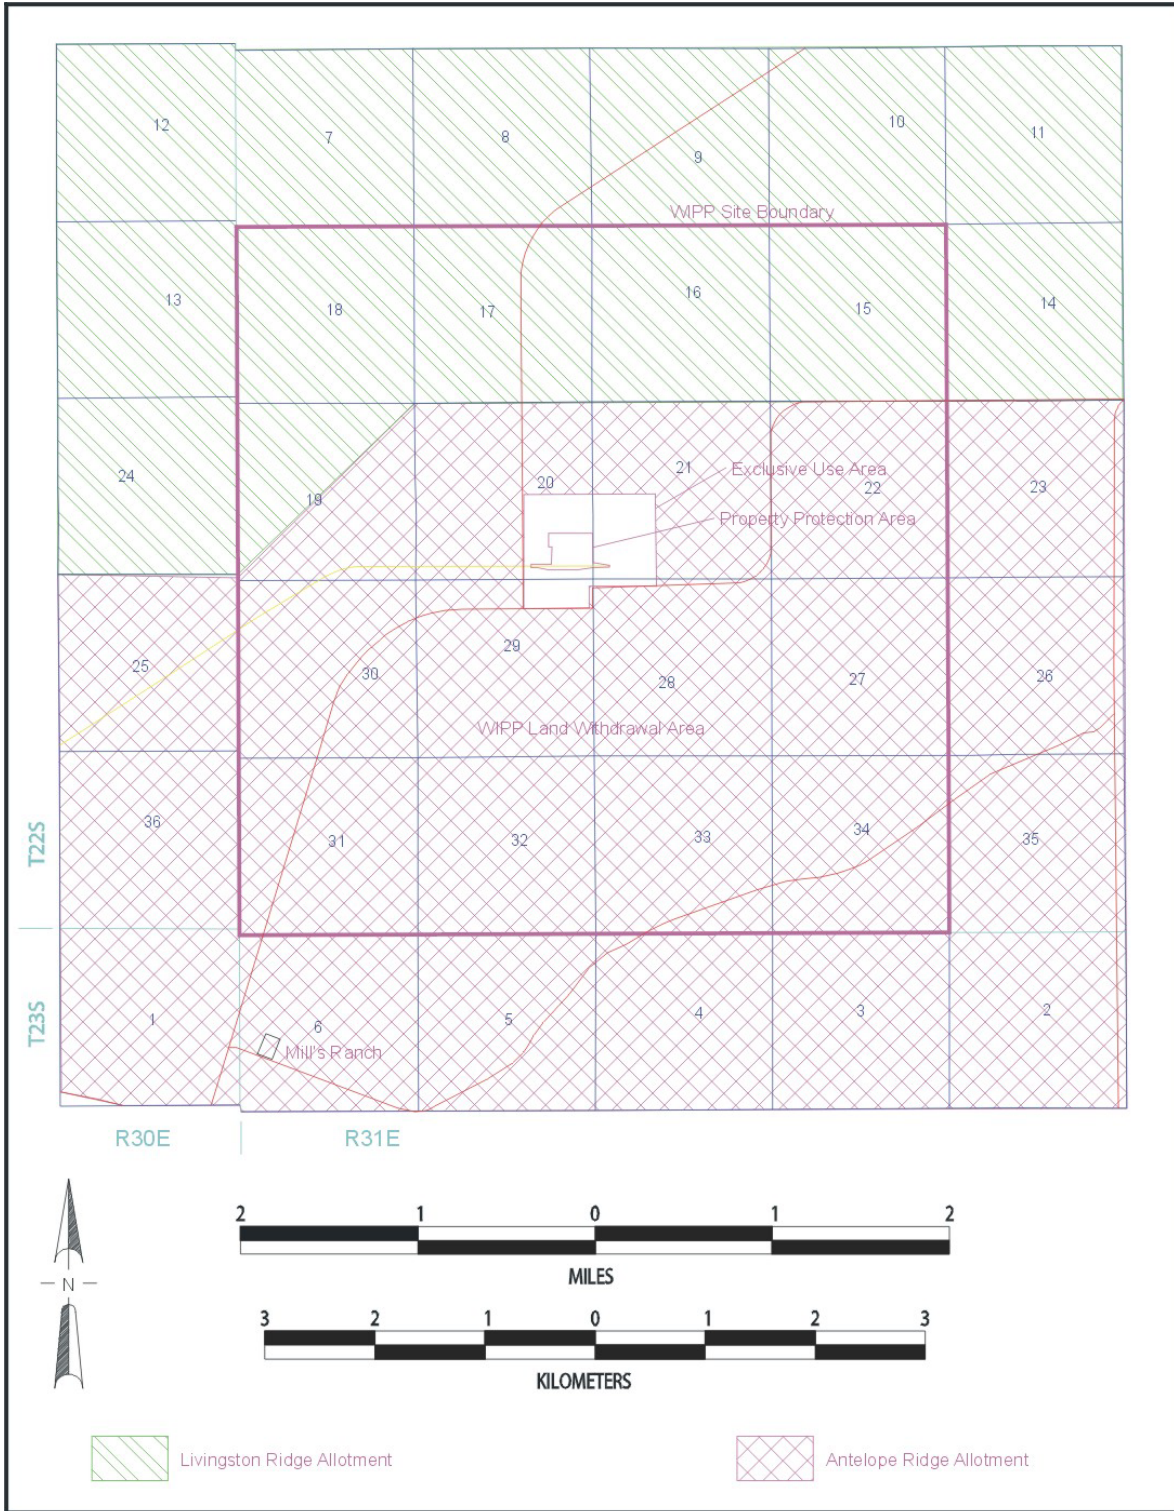 12
7
8
9
10
11
WIPP Site Boundary
13
18
17
16
15
14
24
19
20
21
Exclusive Use Area
22
23
Property Protection Area
25
30
29
28
27
26
WIPP Land Withdrawal Area
T22S
36
31
32
33
34
35
T23S
1
6
5
4
3
2
Mill's Ranch
R30E
R31E
2 1 0 1 2
MILES
N
3 2 1 0 1 2 3
KILOMETERS
Livingston Ridge Allotment
Antelope Ridge Allotment